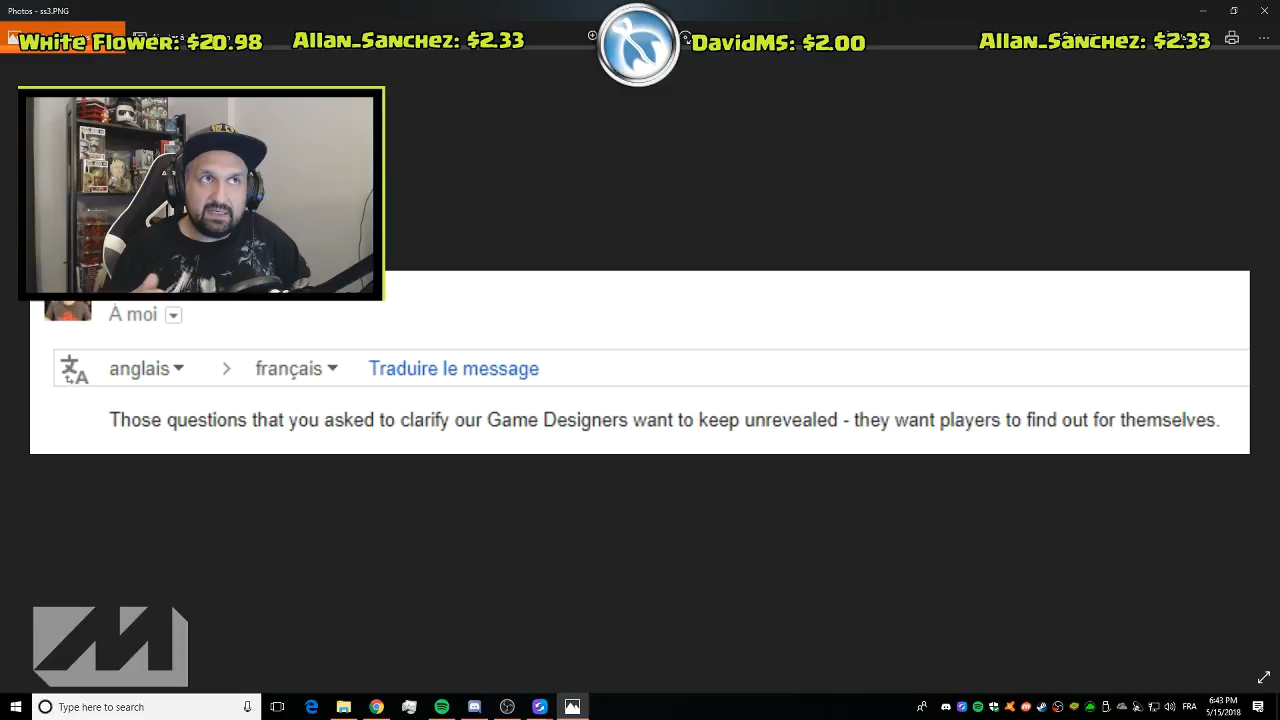 Photos - ss3.PNG
White Flower: $20.98
Allan_Sanchez: $2.33
DavidMS: $2.00
Allan_Sanchez: $2.33
À moi
anglais
français
Traduire le message
Those questions that you asked to clarify our Game Designers want to keep unrevealed - they want players to find out for themselves.
Type here to search
FRA
6:43 PM
5/15/2018